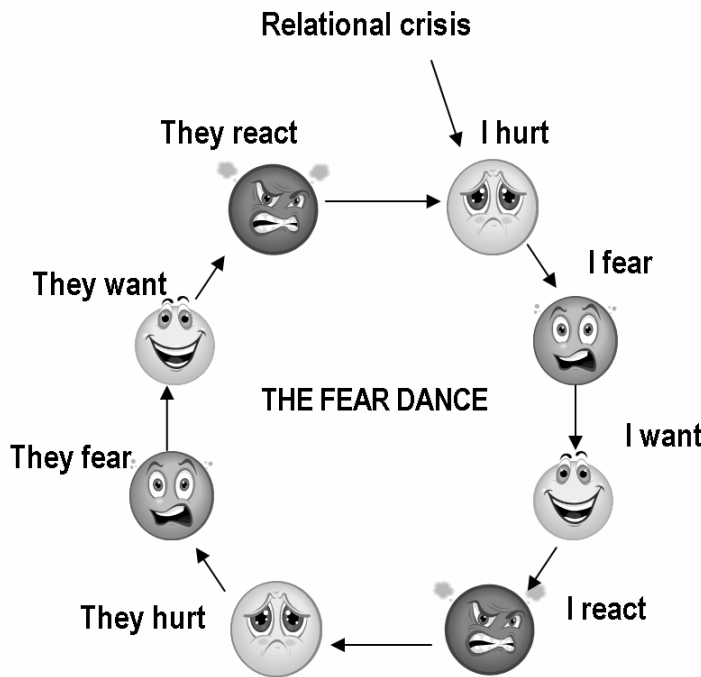 Relational crisis
They react
I hurt
I fear
They want
THE FEAR DANCE
I want
They fear
I react
They hurt